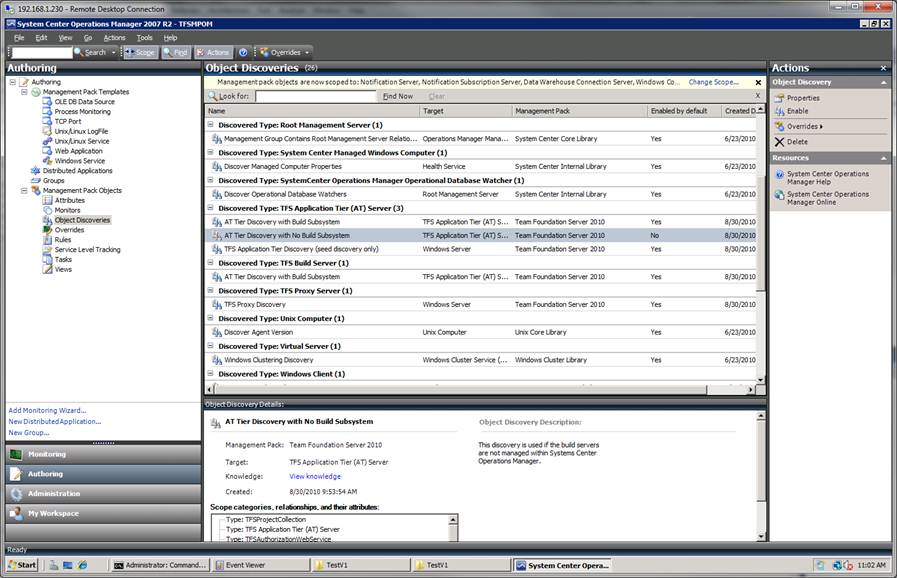 192.168.1.230 - Remote Desktop Connection
System Center Operations Manager 2007 R2 - TFSMPOM
File Edit View Go Actions Tools Help
Search Scope Find Actions Overrides
Authoring
Authoring
Management Pack Templates
OLE DB Data Source
Process Monitoring
TCP Port
Unix/Linux LogFile
Unix/Linux Service
Web Application
Windows Service
Distributed Applications
Groups
Management Pack Objects
Attributes
Monitors
Object Discoveries
Overrides
Rules
Service Level Tracking
Tasks
Views
Add Monitoring Wizard...
New Distributed Application...
New Group...
Monitoring
Authoring
Administration
My Workspace
Object Discoveries (26)
Management pack objects are now scoped to: Notification Server, Notification Subscription Server, Data Warehouse Connection Server, Windows Co... Change Scope... x
Look for: Find Now Clear X
Name Target Management Pack Enabled by default Created D
Discovered Type: Root Management Server (1)
Management Group Contains Root Management Server Relatio... Operations Manager Mana... System Center Core Library Yes 6/23/2010
Discovered Type: System Center Managed Windows Computer (1)
Discover Managed Computer Properties Health Service System Center Internal Library Yes 6/23/2010
Discovered Type: SystemCenter Operations Manager Operational Database Watcher (1)
Discover Operational Database Watchers Root Management Server System Center Internal Library Yes 6/23/2010
Discovered Type: TFS Application Tier (AT) Server (3)
AT Tier Discovery with Build Subsystem TFS Application Tier (AT) S... Team Foundation Server 2010 Yes 8/30/2010
AT Tier Discovery with No Build Subsystem TFS Application Tier (AT) S... Team Foundation Server 2010 No 8/30/2010
TFS Application Tier Discovery (seed discovery only) Windows Server Team Foundation Server 2010 Yes 8/30/2010
Discovered Type: TFS Build Server (1)
AT Tier Discovery with Build Subsystem TFS Application Tier (AT) S... Team Foundation Server 2010 Yes 8/30/2010
Discovered Type: TFS Proxy Server (1)
TFS Proxy Discovery Windows Server Team Foundation Server 2010 Yes 8/30/2010
Discovered Type: Unix Computer (1)
Discover Agent Version Unix Computer Unix Core Library Yes 6/23/2010
Discovered Type: Virtual Server (1)
Windows Clustering Discovery Windows Cluster Service (... Windows Cluster Library Yes 6/23/2010
Discovered Type: Windows Client (1)
Object Discovery Details:
AT Tier Discovery with No Build Subsystem
Management Pack: Team Foundation Server 2010
Target: TFS Application Tier (AT) Server
Knowledge: View knowledge
Created: 8/30/2010 9:53:54 AM
Scope categories, relationships, and their attributes:
Type: TFSProjectCollection
Type: TFS Application Tier (AT) Server
Type: TFSAuthorizationWebService
Object Discovery Description:
This discovery is used if the build servers
are not managed within Systems Center
Operations Manager.
Actions
Object Discovery
Properties
Enable
Overrides
Delete
Resources
System Center Operations
Manager Help
System Center Operations
Manager Online
Ready
Start Administrator: Command... Event Viewer TestV1 TestV1 System Center Opera... 11:02 AM